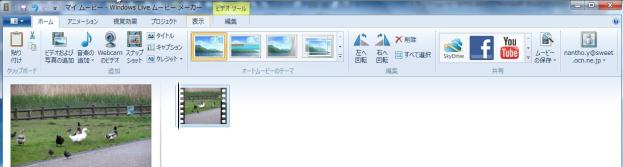 マイ ムービー - Windows Live ムービー メーカー
ビデオ ツール
ホーム アニメーション 視覚効果 プロジェクト 表示 編集
貼り付け
クリップボード
ビデオおよび写真の追加
音楽の追加
Webcam のビデオ
スナップショット
タイトル
キャプション
クレジット
追加
オートムービーのテーマ
左へ回転
右へ回転
削除
すべて選択
編集
SkyDrive
f
You Tube
共有
ムービーの保存
nantho.y@sweet.ocn.ne.jp